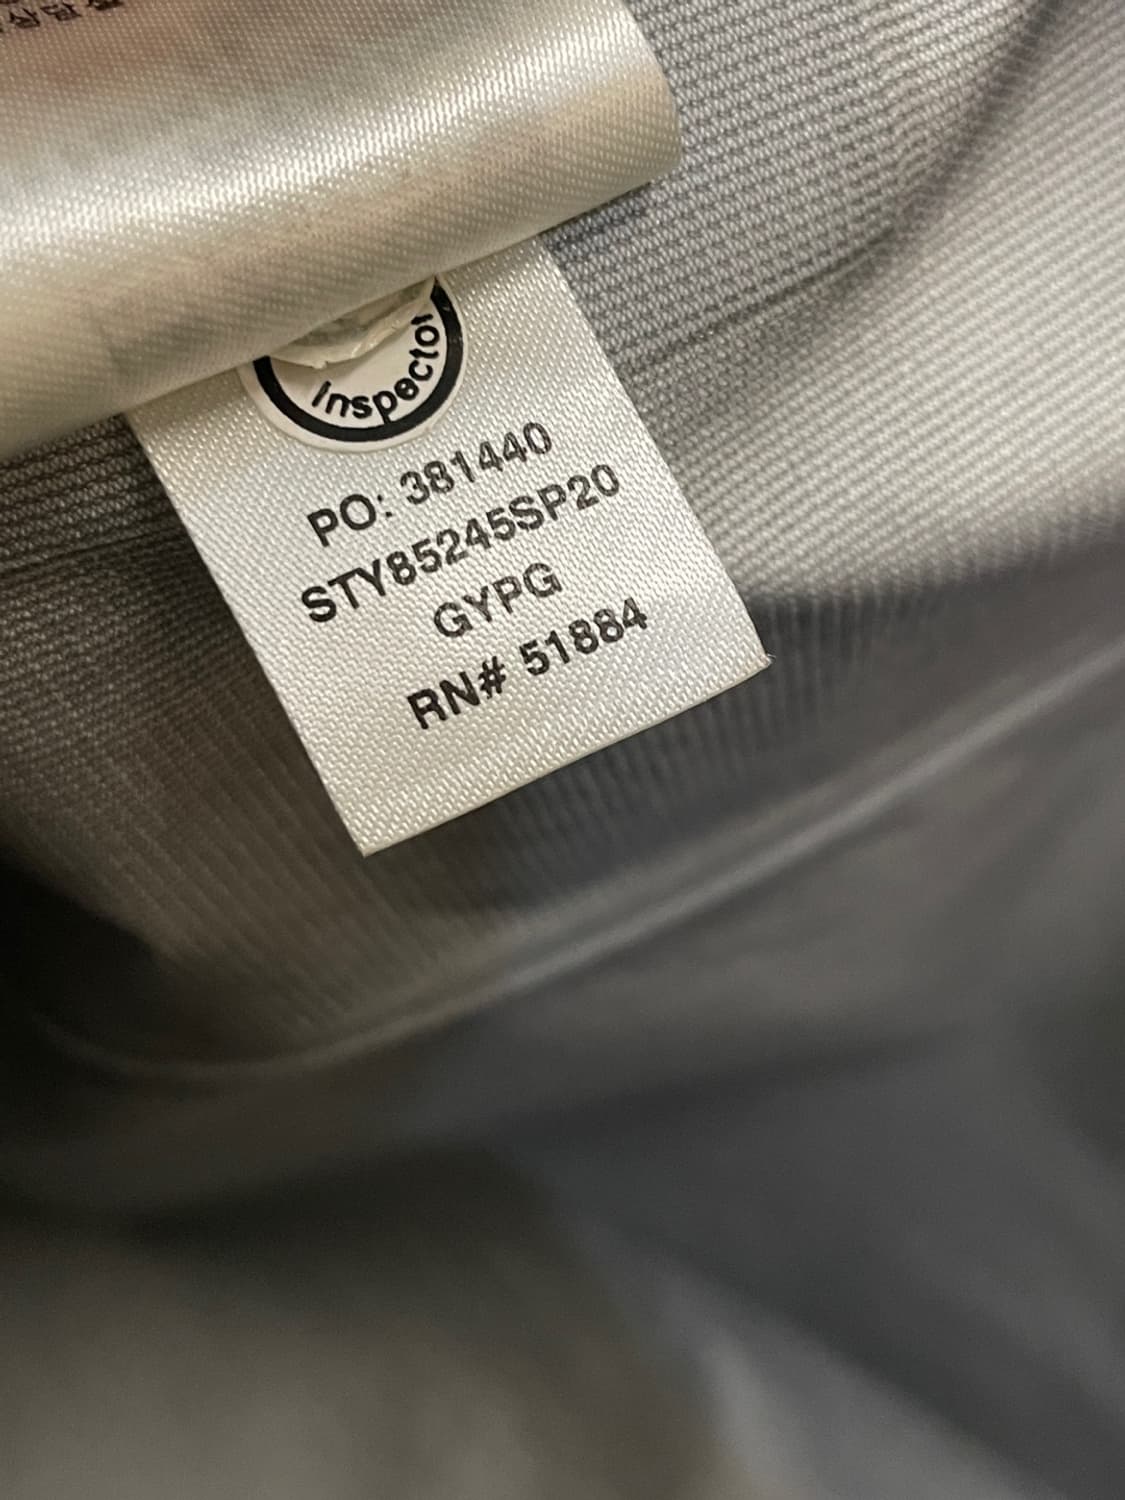 Inspector
PO: 381440
STY85245SP20
GYPG
RN# 51884